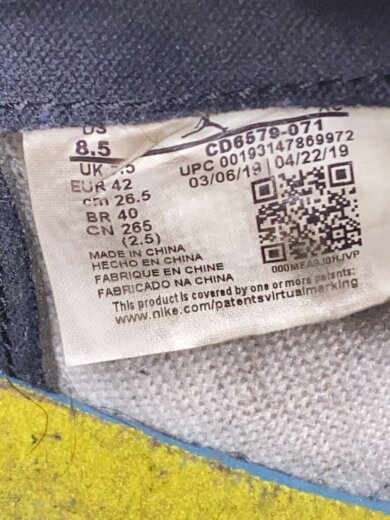 US
8.5
UK
EUR 42
cm 26.5
BR 40
CN 265
(2.5)
CD6579-071
UPC 00193147869972
03/06/19 04/22/19
MADE IN CHINA
HECHO EN CHINA
FABRIQUE EN CHINE
FABRICADO NA CHINA
This product is covered by one or more patents:
www.nike.com/patentsvirtualmarking